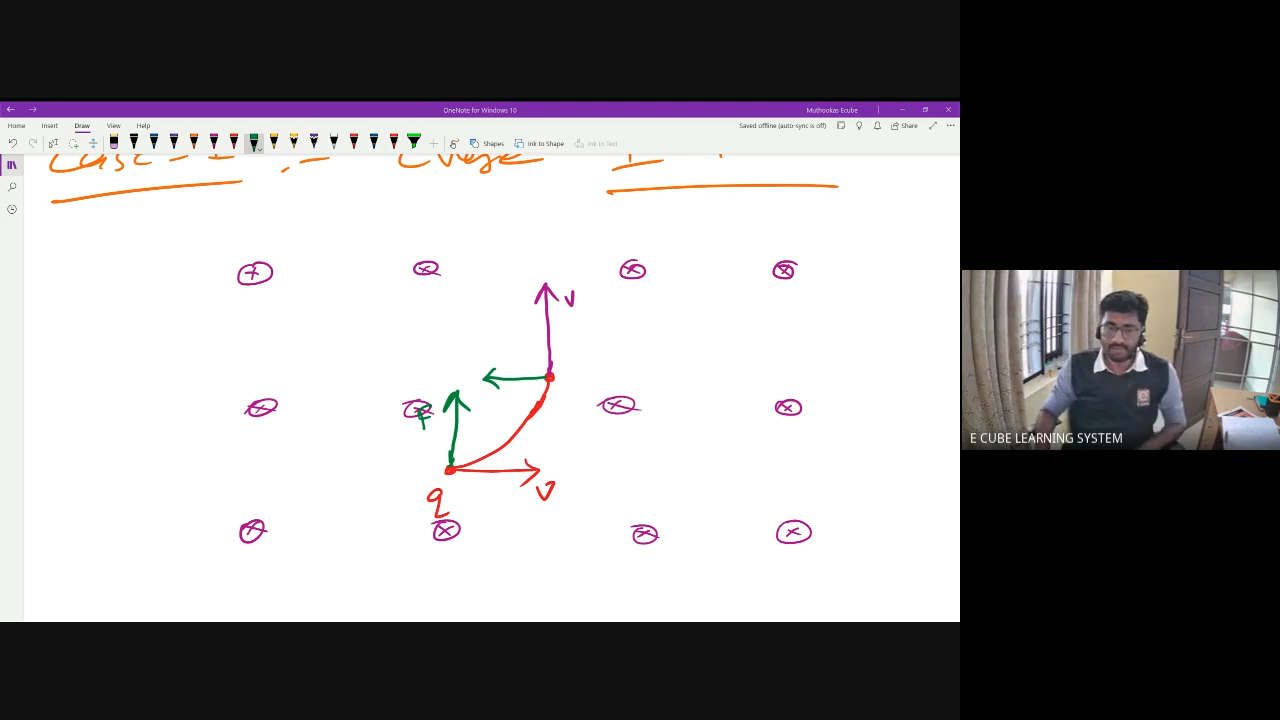 OneNote for Windows 10
Muthookas Ecube
Home Insert Draw View Help
Saved offline (auto-sync is off)
Share
Shapes
Ink to Shape
Ink to Text
v
F
q
v
E CUBE LEARNING SYSTEM